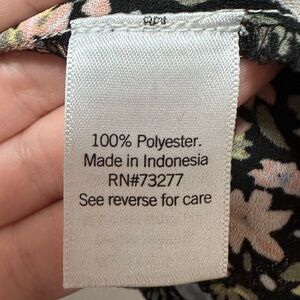 100% Polyester.
Made in Indonesia
RN#73277
See reverse for care